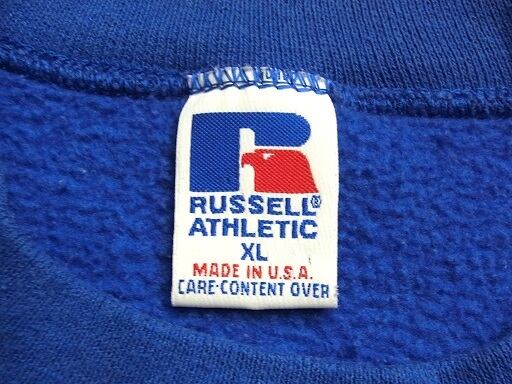 RUSSELL®
ATHLETIC
XL
MADE IN U.S.A.
CARE-CONTENT OVER